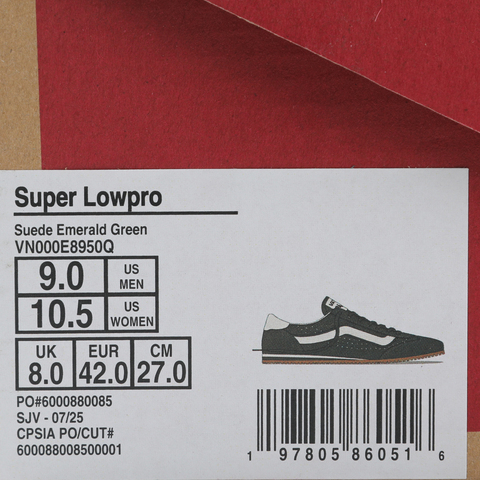 Super Lowpro
Suede Emerald Green
VN000E8950Q
9.0 US MEN
10.5 US WOMEN
UK EUR CM
8.0 42.0 27.0
PO#6000880085
SJV - 07/25
CPSIA PO/CUT#
600088008500001
1 97805 86051 6